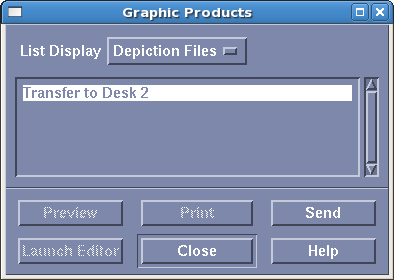 Graphic Products
List Display Depiction Files
Transfer to Desk 2
Preview Print Send
Launch Editor Close Help